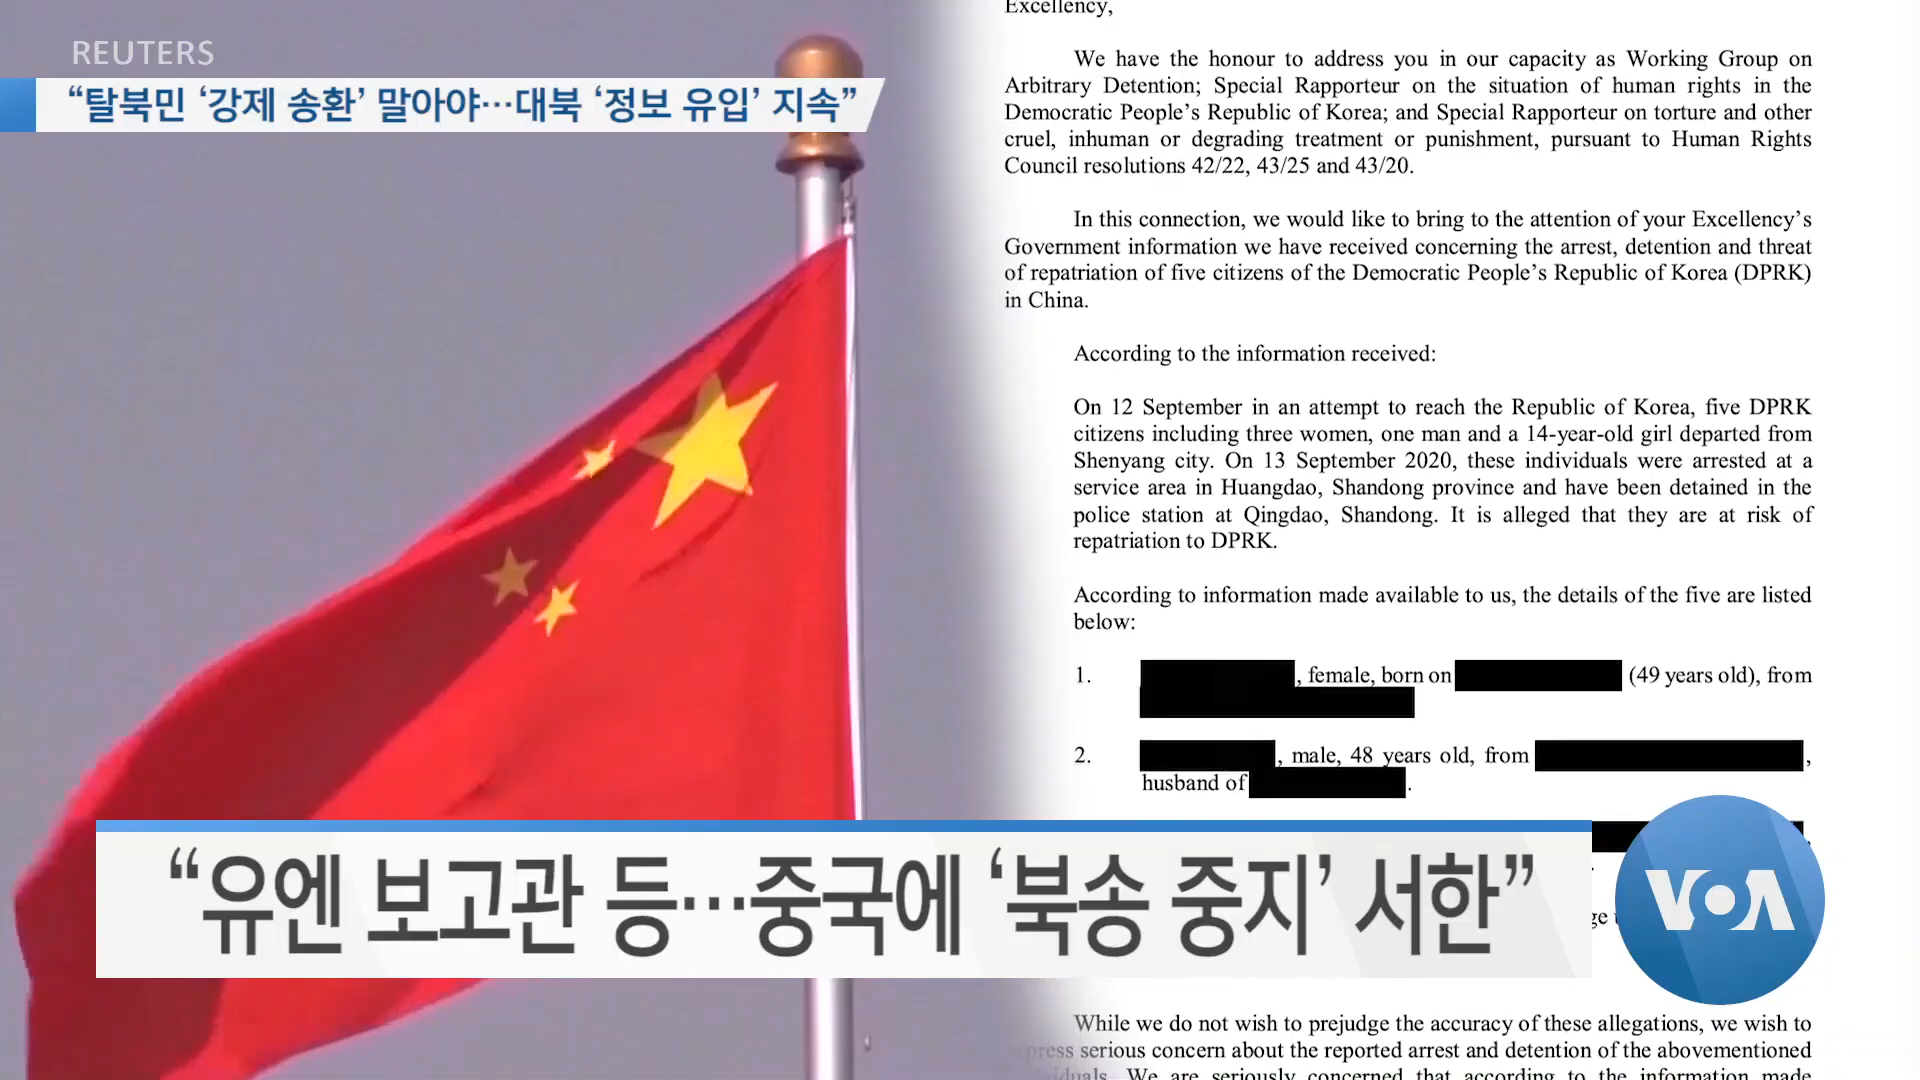 REUTERS
“탈북민 ‘강제 송환’ 말아야…대북 ‘정보 유입’ 지속”
Excellency,
We have the honour to address you in our capacity as Working Group on
Arbitrary Detention; Special Rapporteur on the situation of human rights in the
Democratic People’s Republic of Korea; and Special Rapporteur on torture and other
cruel, inhuman or degrading treatment or punishment, pursuant to Human Rights
Council resolutions 42/22, 43/25 and 43/20.
In this connection, we would like to bring to the attention of your Excellency’s
Government information we have received concerning the arrest, detention and threat
of repatriation of five citizens of the Democratic People’s Republic of Korea (DPRK)
in China.
According to the information received:
On 12 September in an attempt to reach the Republic of Korea, five DPRK
citizens including three women, one man and a 14-year-old girl departed from
Shenyang city. On 13 September 2020, these individuals were arrested at a
service area in Huangdao, Shandong province and have been detained in the
police station at Qingdao, Shandong. It is alleged that they are at risk of
repatriation to DPRK.
According to information made available to us, the details of the five are listed
below:
1. , female, born on (49 years old), from
2. , male, 48 years old, from ,
husband of .
“유엔 보고관 등…중국에 ‘북송 중지’ 서한”
VOA
While we do not wish to prejudge the accuracy of these allegations, we wish to
serious concern about the reported arrest and detention of the abovementioned
We are seriously concerned that according to the information made